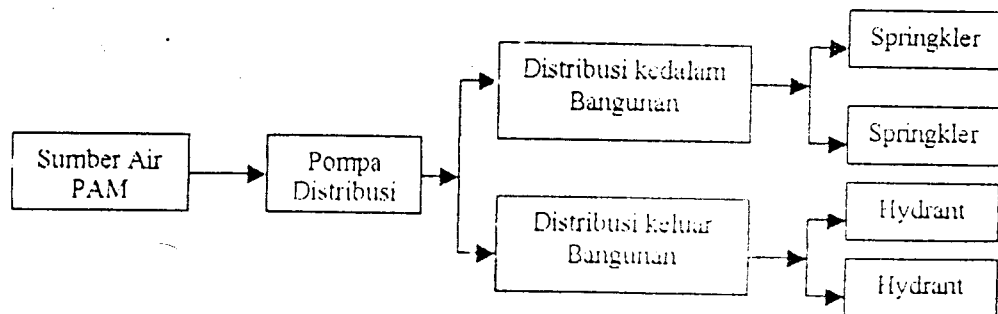 Sumber Air
PAM
Pompa
Distribusi
Distribusi kedalam
Bangunan
Distribusi keluar
Bangunan
Springkler
Springkler
Hydrant
Hydrant